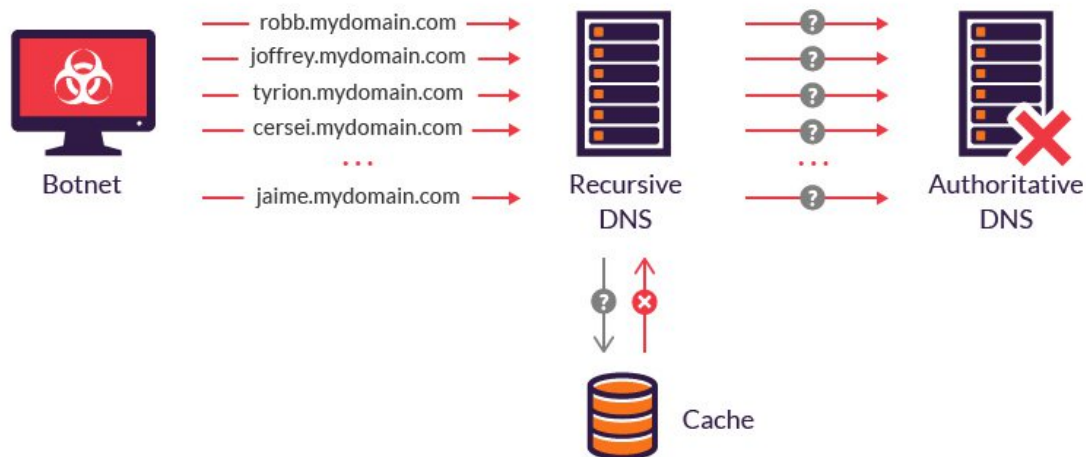 robb.mydomain.com
?
joffrey.mydomain.com
?
tyrion.mydomain.com
?
cersei.mydomain.com
?
...
...
jaime.mydomain.com
?
Botnet
Recursive
DNS
Authoritative
DNS
?
Cache